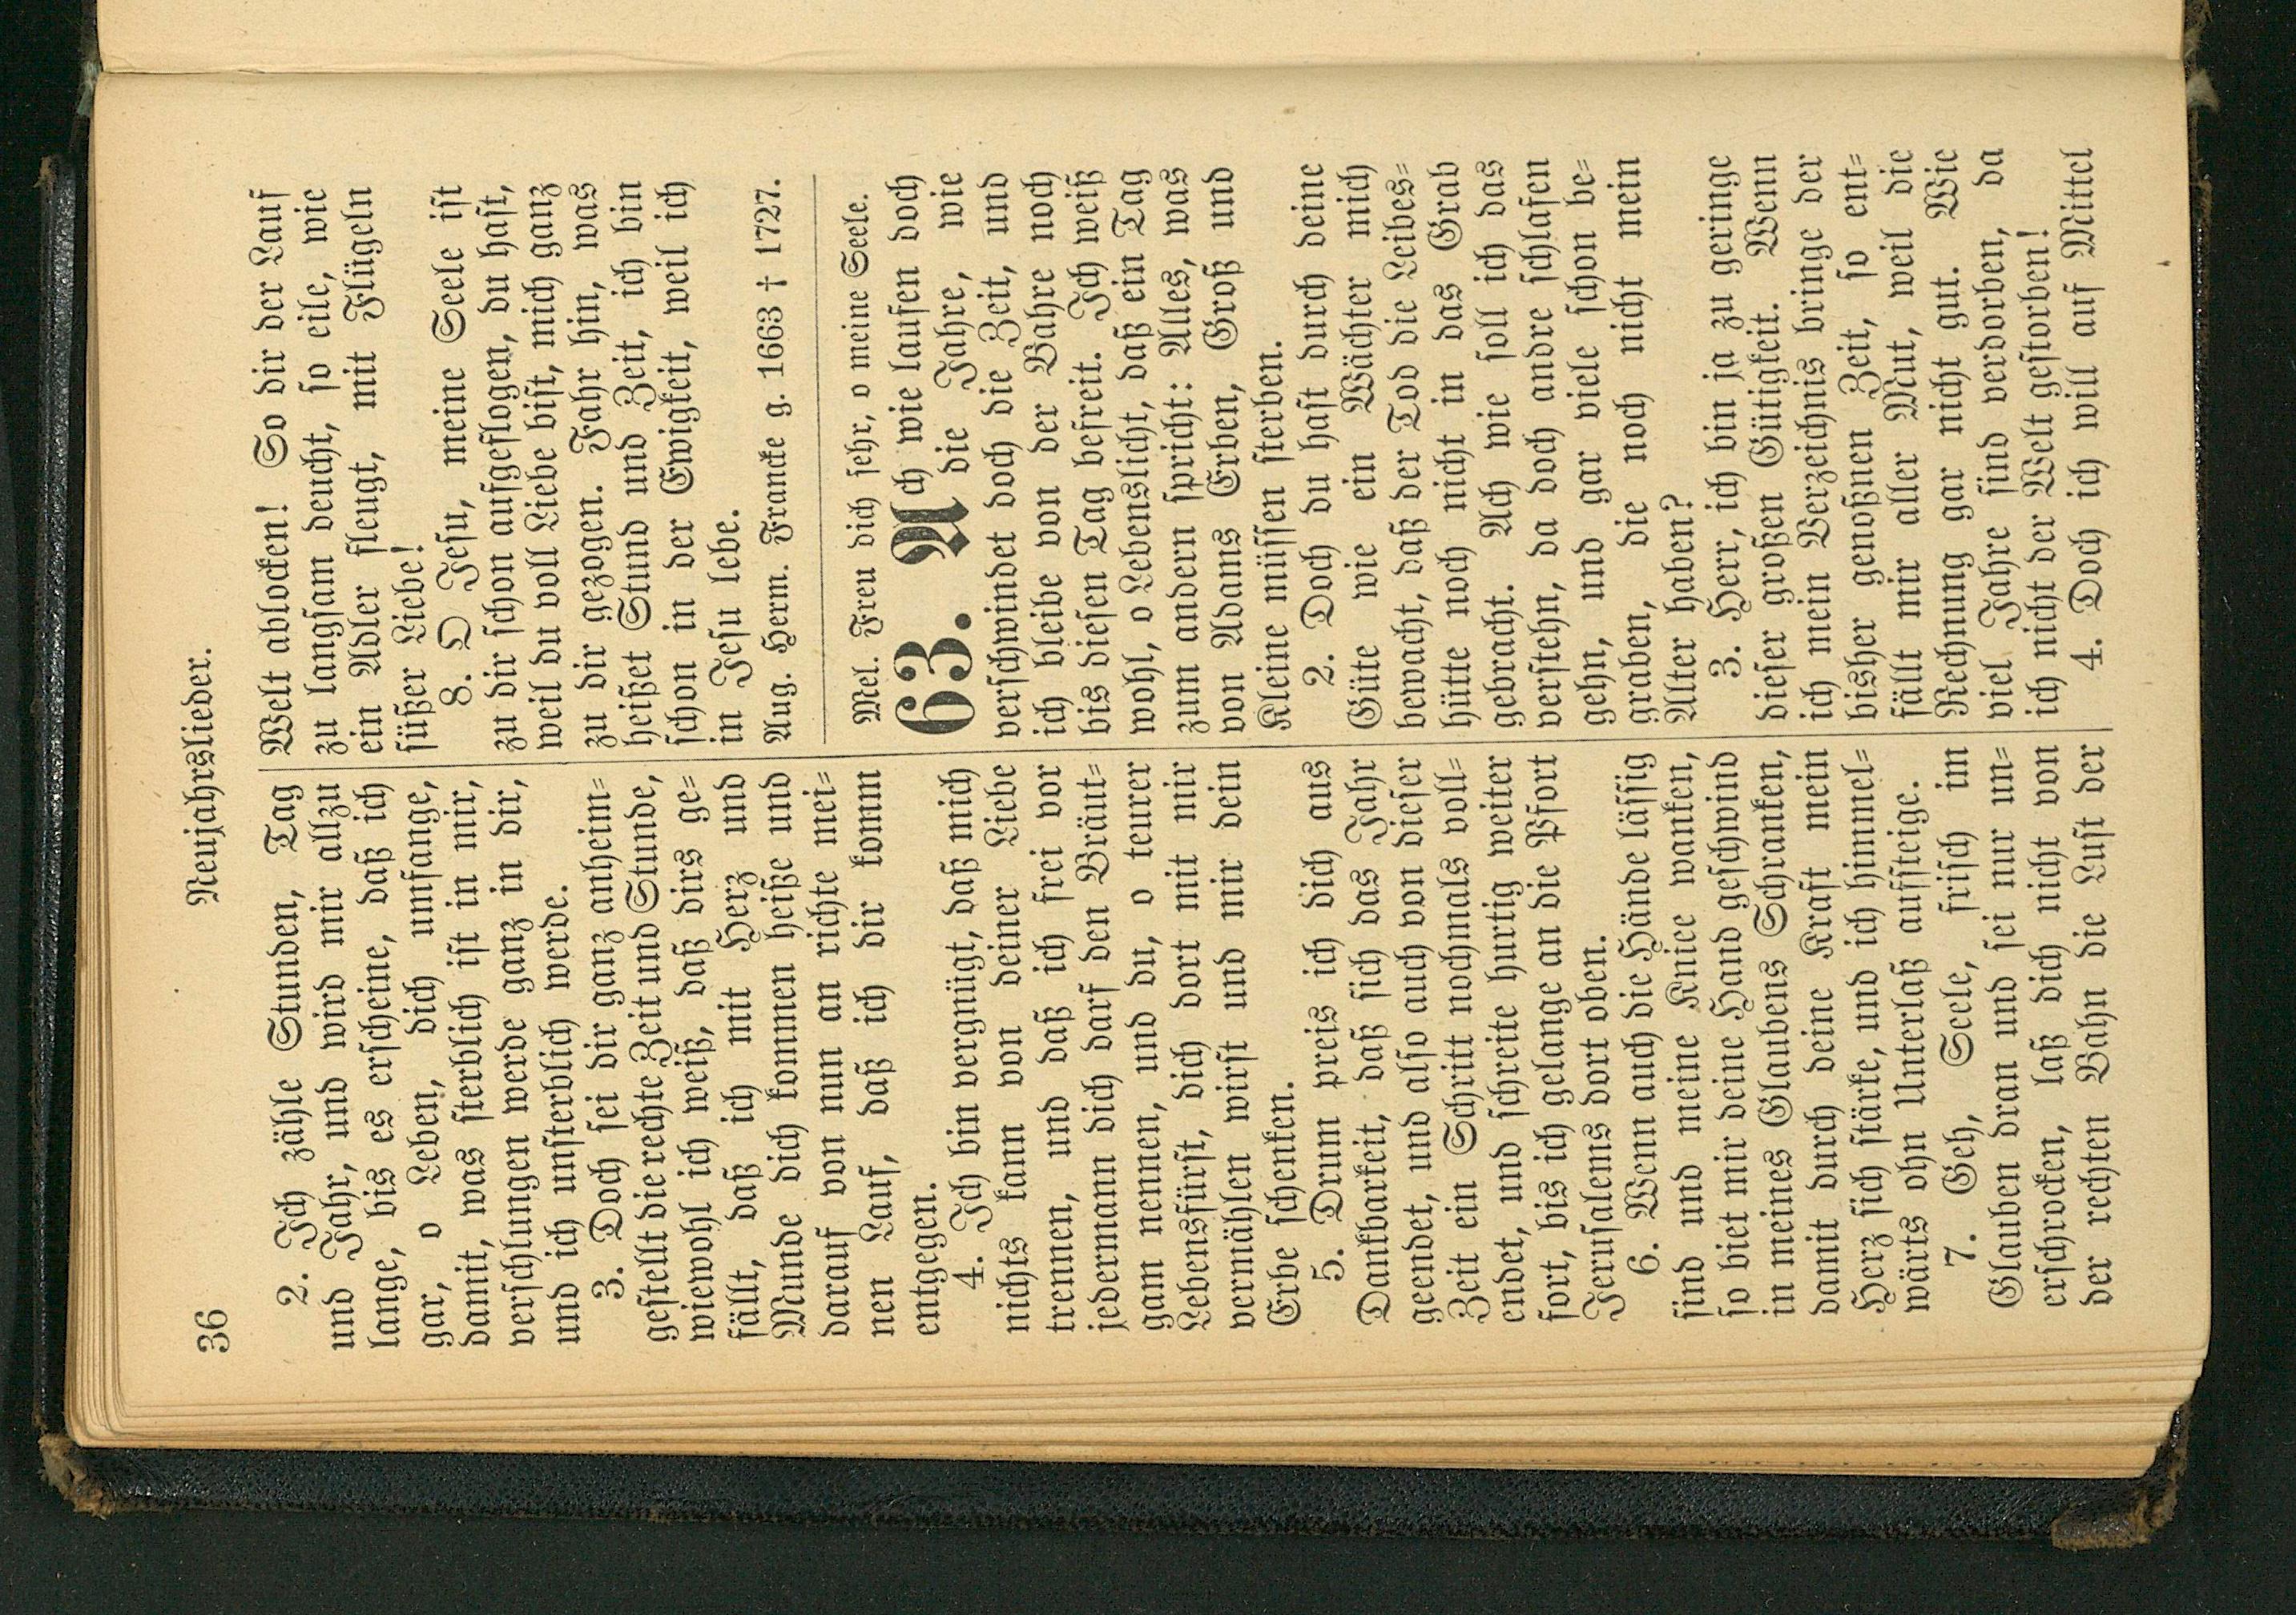 36
Neujahrslieder.
2. Ich zähle Stunden, Tag
und Jahr, und wird mir allzu
lange, bis es erscheine, daß ich
gar, o Leben, dich umfange,
damit, was sterblich ist in mir,
verschlungen werde ganz in dir,
und ich unsterblich werde.
3. Doch sei dir ganz anheim=
gestellt die rechte Zeit und Stunde,
wiewohl ich weiß, daß dirs ge=
fällt, daß ich mit Herz und
Munde dich kommen heiße und
darauf von nun an richte mei=
nen Lauf, daß ich dir komm
entgegen.
4. Ich bin vergnügt, daß mich
nichts kann von deiner Liebe
trennen, und daß ich frei vor
jedermann dich darf den Bräut=
gam nennen, und du, o teurer
Lebensfürst, dich dort mit mir
vermählen wirst und mir dein
Erbe schenken.
5. Drum preis ich dich aus
Dankbarkeit, daß sich das Jahr
geendet, und also auch von dieser
Zeit ein Schritt nochmals voll=
endet, und schreite hurtig weiter
fort, bis ich gelange an die Pfort
Jerusalems dort oben.
6. Wenn auch die Hände lässig
sind und meine Kniee wanken,
so biet mir deine Hand geschwind
in meines Glaubens Schranken,
damit durch deine Kraft mein
Herz sich stärke, und ich himmel=
wärts ohn Unterlaß aufsteige.
7. Geh, Seele, frisch im
Glauben dran und sei nur un=
erschrocken, laß dich nicht von
der rechten Bahn die Lust der
Welt ablocken! So dir der Lauf
zu langsam deucht, so eile, wie
ein Adler fleugt, mit Flügeln
süßer Liebe!
8. O Jesu, meine Seele ist
zu dir schon aufgeflogen, du hast,
weil du voll Liebe bist, mich ganz
zu dir gezogen. Fahr hin, was
heißet Stund und Zeit, ich bin
schon in der Ewigkeit, weil ich
in Jesu lebe.
Aug. Herm. Francke g. 1663 † 1727.
Mel. Freu dich sehr, o meine Seele.
63. Ach wie laufen doch
die Jahre, wie
verschwindet doch die Zeit, und
ich bleibe von der Bahre noch
bis diesen Tag befreit. Ich weiß
wohl, o Lebenslicht, daß ein Tag
zum andern spricht: Alles, was
von Adams Erben, Groß und
Kleine müssen sterben.
2. Doch du hast durch deine
Güte wie ein Wächter mich
bewacht, daß der Tod die Leibes=
hütte noch nicht in das Grab
gebracht. Ach wie soll ich das
verstehn, da doch andre schlafen
gehn, und gar viele schon be=
graben, die noch nicht mein
Alter haben?
3. Herr, ich bin ja zu geringe
dieser großen Gütigkeit. Wenn
ich mein Verzeichnis bringe der
bisher genoßnen Zeit, so ent=
fällt mir aller Mut, weil die
Rechnung gar nicht gut. Wie
viel Jahre sind verdorben, da
ich nicht der Welt gestorben!
4. Doch ich will auf Mittel